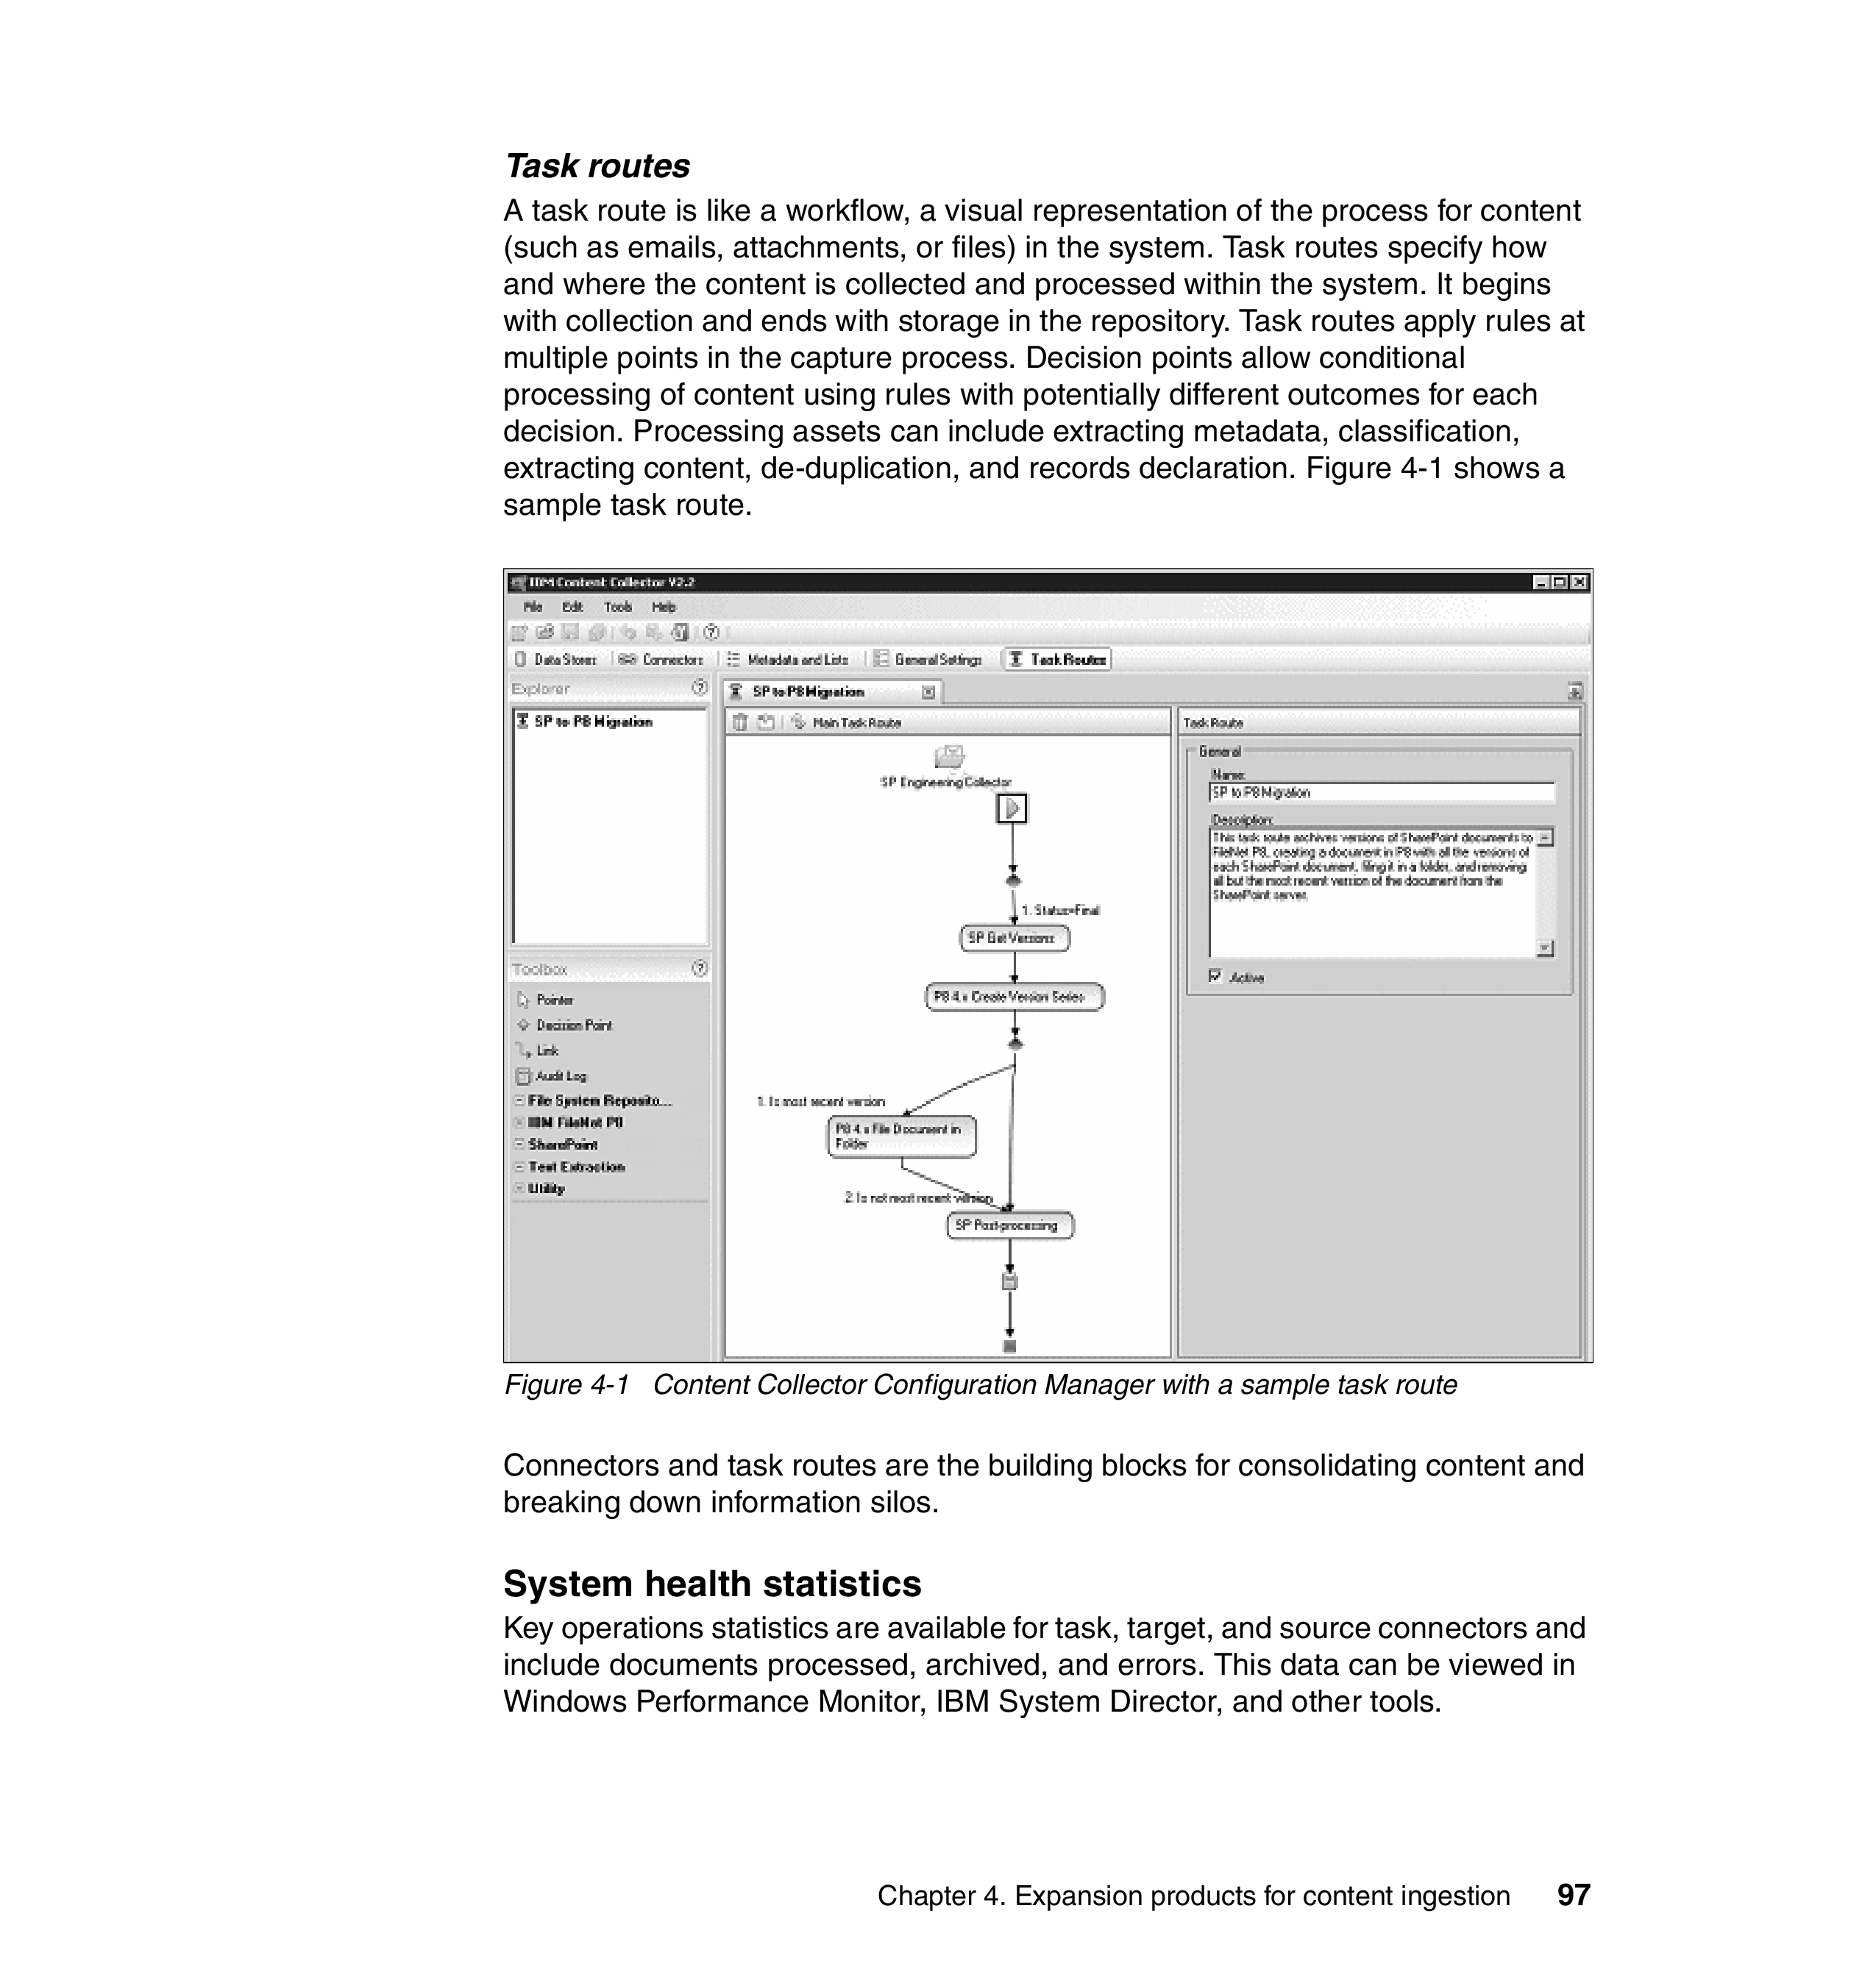 Task routes
A task route is like a workflow, a visual representation of the process for content
(such as emails, attachments, or files) in the system. Task routes specify how
and where the content is collected and processed within the system. It begins
with collection and ends with storage in the repository. Task routes apply rules at
multiple points in the capture process. Decision points allow conditional
processing of content using rules with potentially different outcomes for each
decision. Processing assets can include extracting metadata, classification,
extracting content, de-duplication, and records declaration. Figure 4-1 shows a
sample task route.
IBM Content Collector V2.2
File Edit Tools Help
Data Stores Connectors Metadata and Lists General Settings Task Routes
Explorer
SP to P8 Migration
Toolbox
Pointer
Decision Point
Link
Audit Log
File System Reposito...
IBM FileNet P8
SharePoint
Text Extraction
Utility
SP to P8 Migration
Main Task Route
SP Engineering Collector
1. Status=Final
SP Get Versions
P8 4.x Create Version Series
1. Is most recent version
P8 4.x File Document in
Folder
2. Is not most recent version
SP Post-processing
Task Route
General
Name:
SP to P8 Migration
Description:
This task route archives versions of SharePoint documents to
FileNet P8, creating a document in P8 with all the versions of
each SharePoint document, filing it in a folder, and removing
all but the most recent version of the document from the
SharePoint server.
Active
Figure 4-1 Content Collector Configuration Manager with a sample task route
Connectors and task routes are the building blocks for consolidating content and
breaking down information silos.
System health statistics
Key operations statistics are available for task, target, and source connectors and
include documents processed, archived, and errors. This data can be viewed in
Windows Performance Monitor, IBM System Director, and other tools.
Chapter 4. Expansion products for content ingestion 97